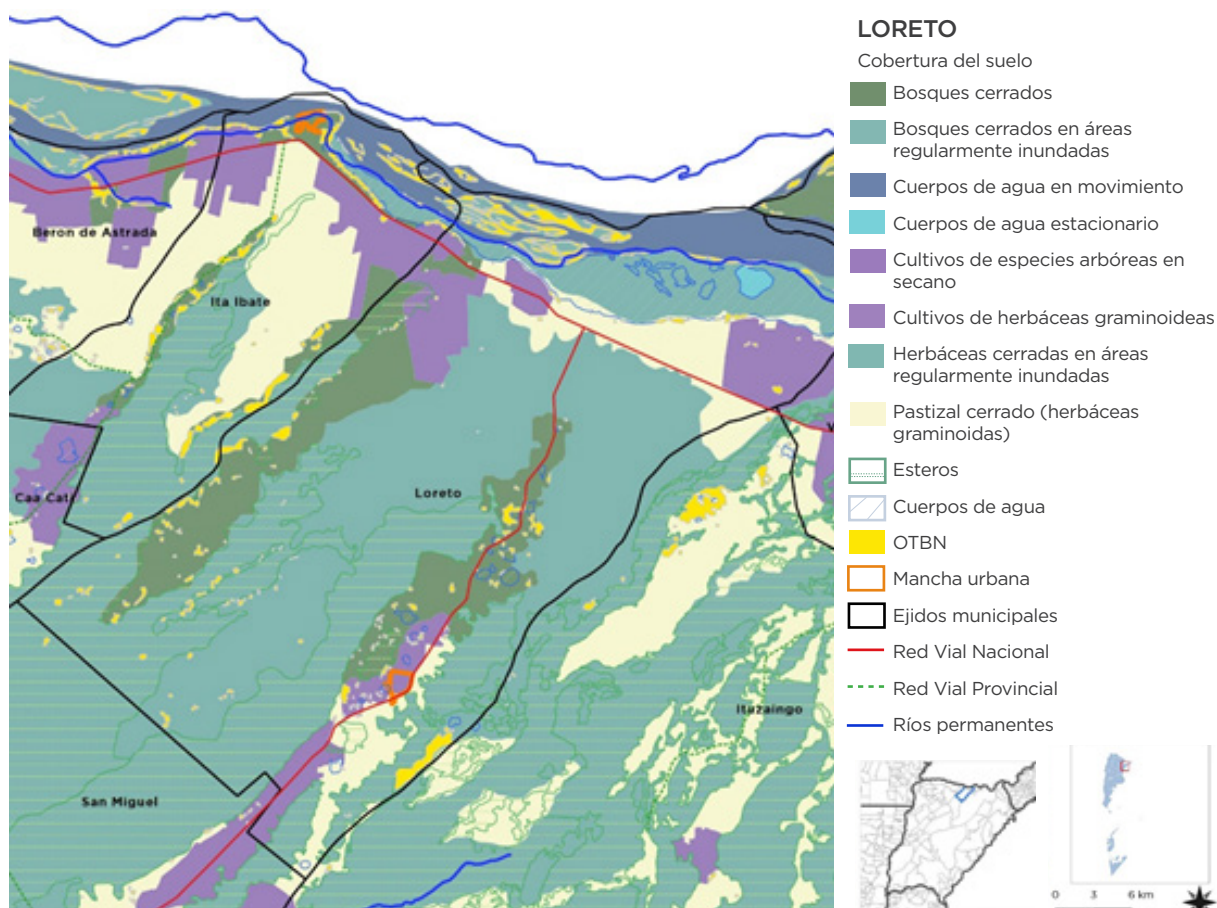 LORETO
Cobertura del suelo
Bosques cerrados
Bosques cerrados en áreas
regularmente inundadas
Cuerpos de agua en movimiento
Cuerpos de agua estacionario
Cultivos de especies arbóreas en
secano
Cultivos de herbáceas graminoideas
Herbáceas cerradas en áreas
regularmente inundadas
Pastizal cerrado (herbáceas
graminoidas)
Esteros
Cuerpos de agua
OTBN
Mancha urbana
Ejidos municipales
Red Vial Nacional
Red Vial Provincial
Ríos permanentes
0 3 6 km
Beron de Astrada
Ita Ibate
Loreto
Caa Cati
Ituzaingo
San Miguel